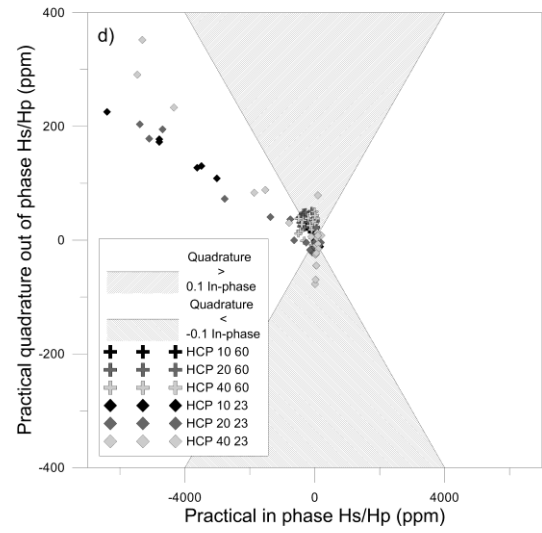 d)
Practical quadrature out of phase Hs/Hp (ppm)
400
200
0
-200
-400
Quadrature
>
0.1 In-phase
Quadrature
<
-0.1 In-phase
HCP 10 60
HCP 20 60
HCP 40 60
HCP 10 23
HCP 20 23
HCP 40 23
-4000 0 4000
Practical in phase Hs/Hp (ppm)